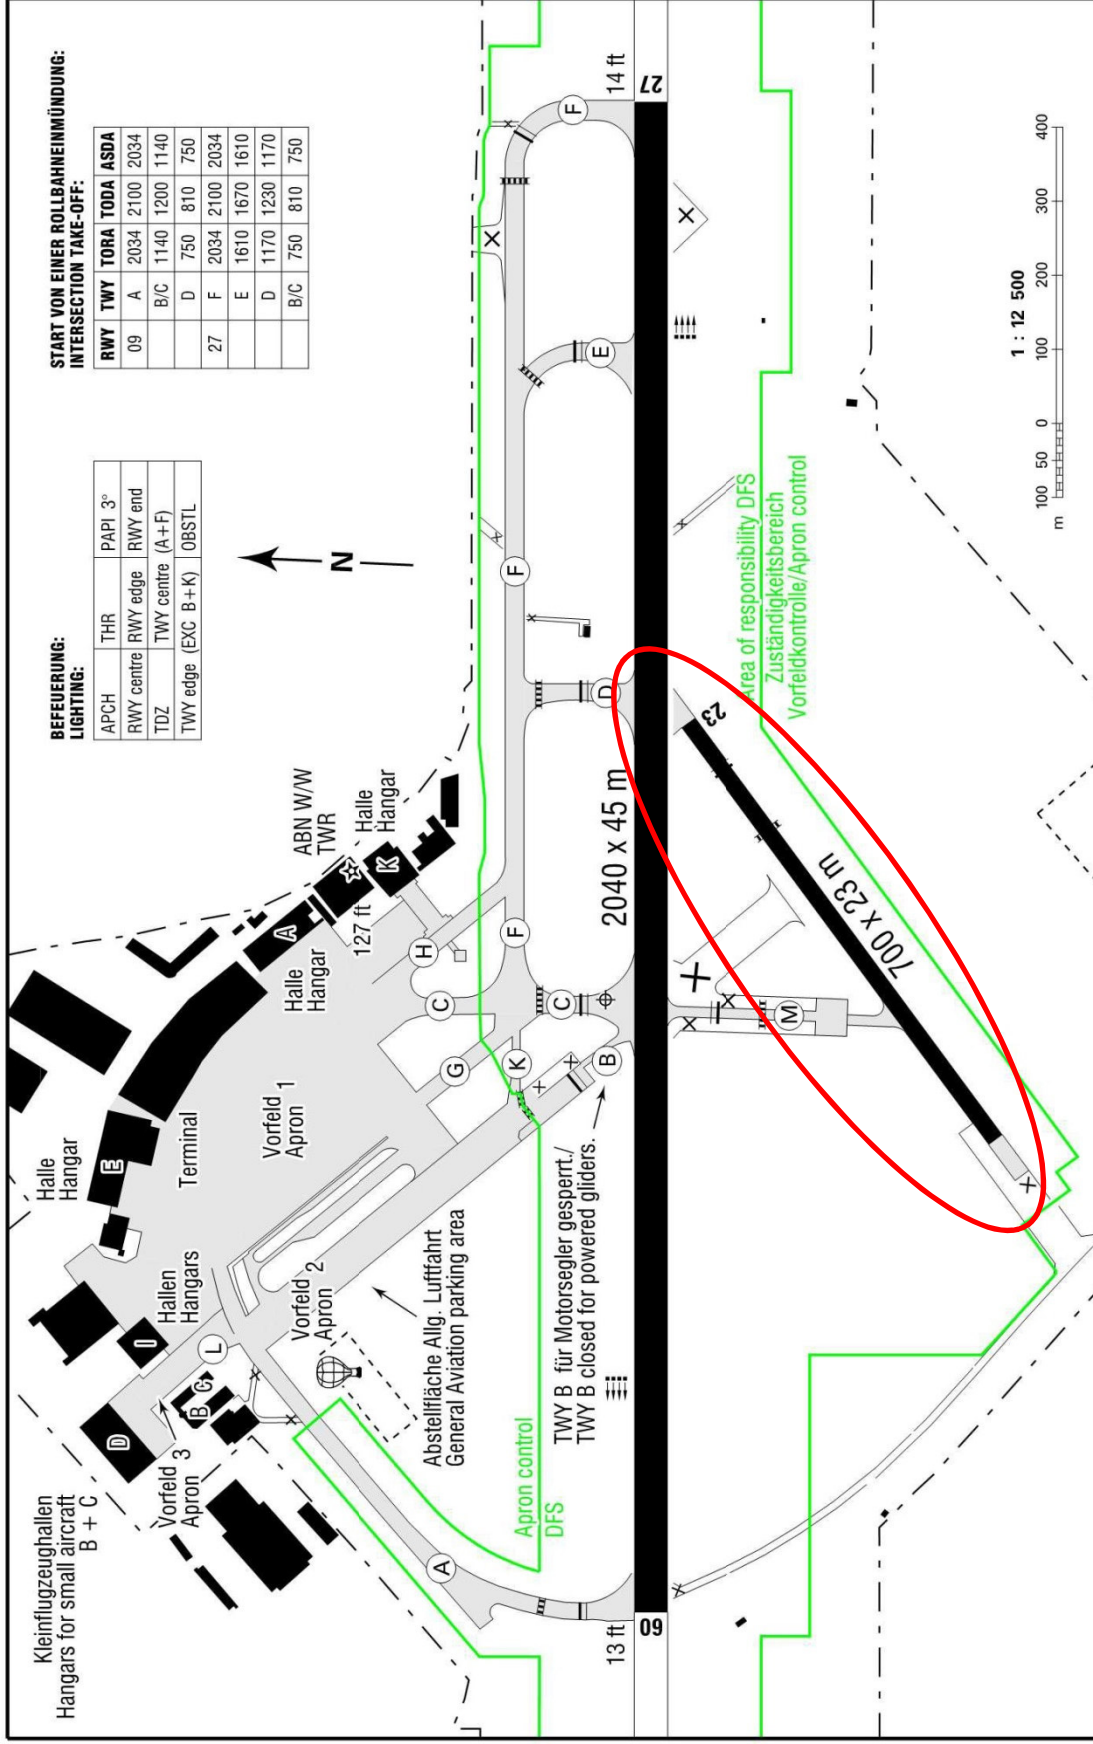 START VON EINER ROLLBAHNEINMÜNDUNG:
INTERSECTION TAKE-OFF:
RWY TWY TORA TODA ASDA
09 A 2034 2100 2034
B/C 1140 1200 1140
D 750 810 750
27 F 2034 2100 2034
E 1610 1670 1610
D 1170 1230 1170
B/C 750 810 750
BEFEUERUNG:
LIGHTING:
APCH THR PAPI 3°
RWY centre RWY edge RWY end
TDZ TWY centre (A+F)
TWY edge (EXC B+K) OBSTL
N
Kleinflugzeughallen
Hangars for small aircraft
B + C
D
Vorfeld 3
Apron
B
C
L
I
Hallen
Hangars
Halle
Hangar
E
Terminal
Vorfeld 1
Apron
Vorfeld 2
Apron
Halle
Hangar
A
127 ft
ABN W/W
TWR
Halle
Hangar
K
H
C
G
K
F
C
B
F
D
F
E
F
A
Abstellfläche Allg. Luftfahrt
General Aviation parking area
Apron control
DFS
TWY B für Motorsegler gesperrt./
TWY B closed for powered gliders.
13 ft
09
2040 x 45 m
14 ft
27
M
700 x 23 m
23
Area of responsibility DFS
Zuständigkeitsbereich
Vorfeldkontrolle/Apron control
1 : 12 500
m 100 50 0 100 200 300 400